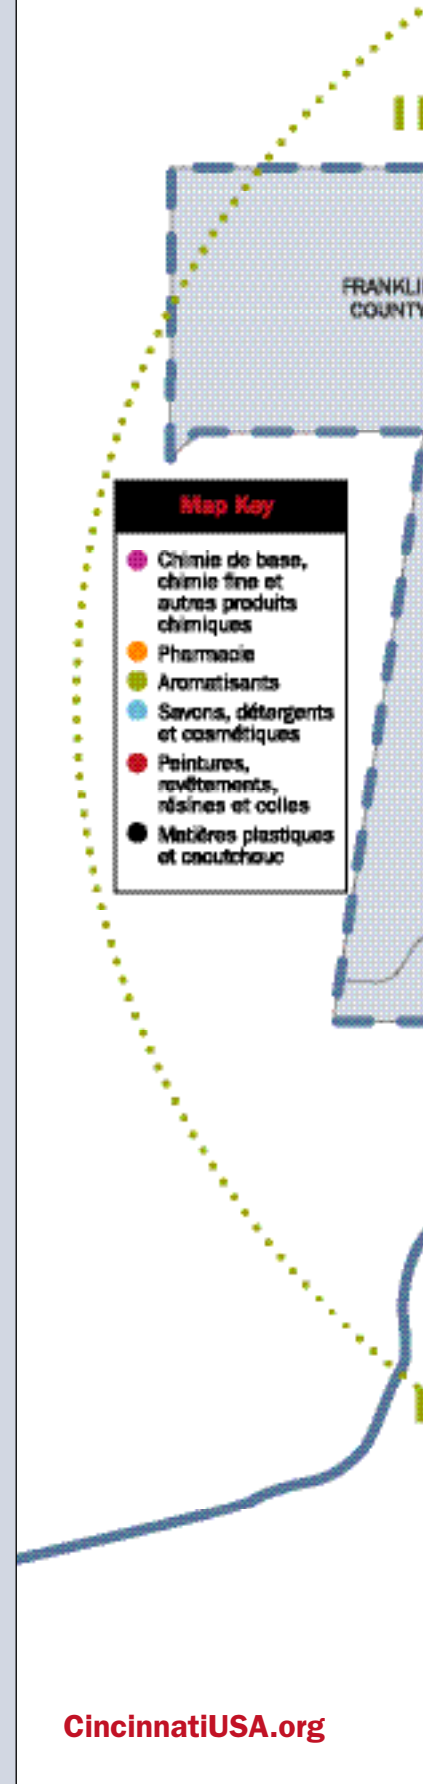 FRANKLI
COUNTY
Map Key
Chimie de base,
chimie fine et
autres produits
chimiques
Pharmacie
Aromatisants
Savons, détergents
et cosmétiques
Peintures,
revêtements,
résines et colles
Matières plastiques
et caoutchouc
CincinnatiUSA.org